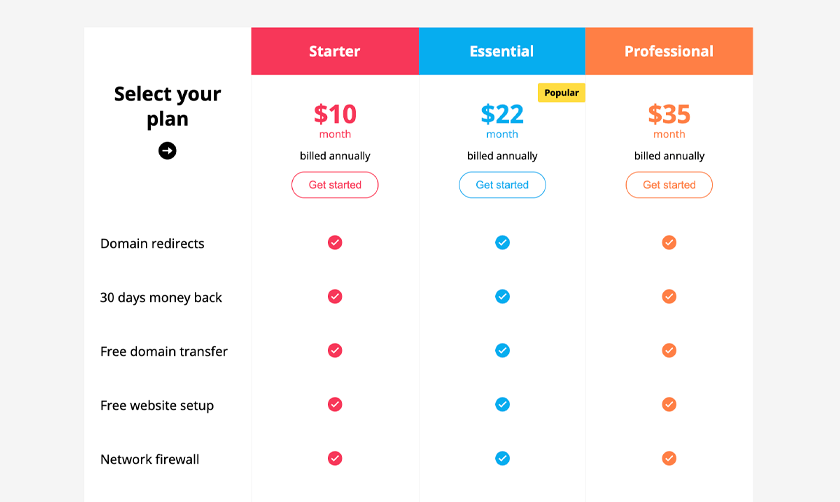 Starter Essential Professional
Select your
plan
Popular
$10 $22 $35
month month month
billed annually billed annually billed annually
Get started Get started Get started
Domain redirects
30 days money back
Free domain transfer
Free website setup
Network firewall